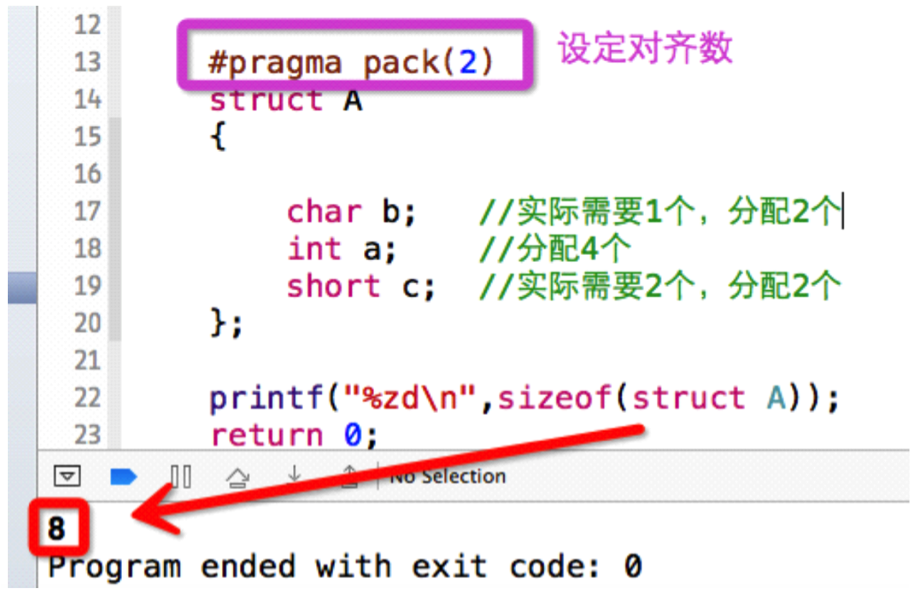 12
13 #pragma pack(2) 设定对齐数
14 struct A
15 {
16
17 char b; //实际需要1个，分配2个
18 int a; //分配4个
19 short c; //实际需要2个，分配2个
20 };
21
22 printf("%zd\n",sizeof(struct A));
23 return 0;
No Selection
8
Program ended with exit code: 0